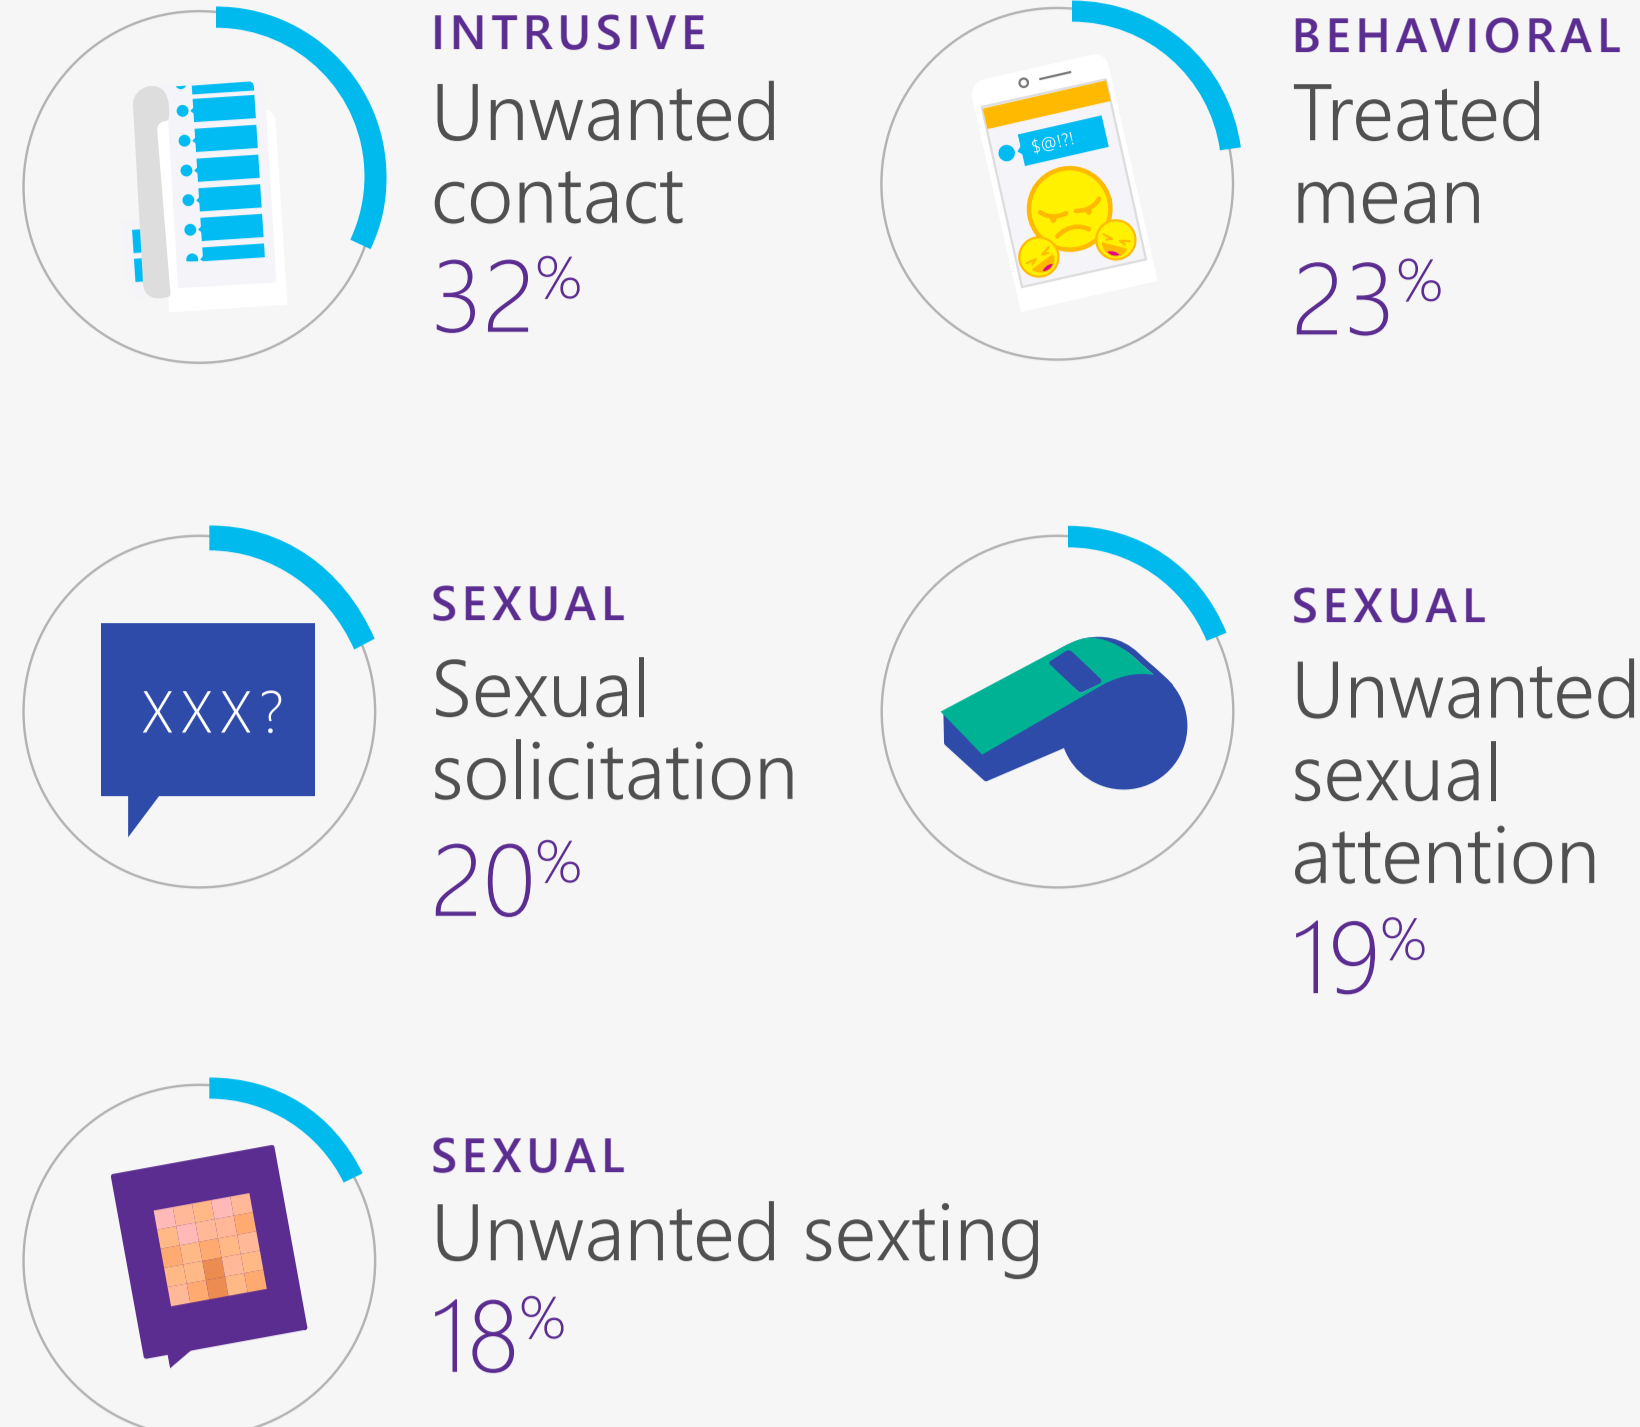 INTRUSIVE
Unwanted
contact
32%
BEHAVIORAL
Treated
mean
23%
$@!?!
SEXUAL
Sexual
solicitation
20%
XXX?
SEXUAL
Unwanted
sexual
attention
19%
SEXUAL
Unwanted sexting
18%